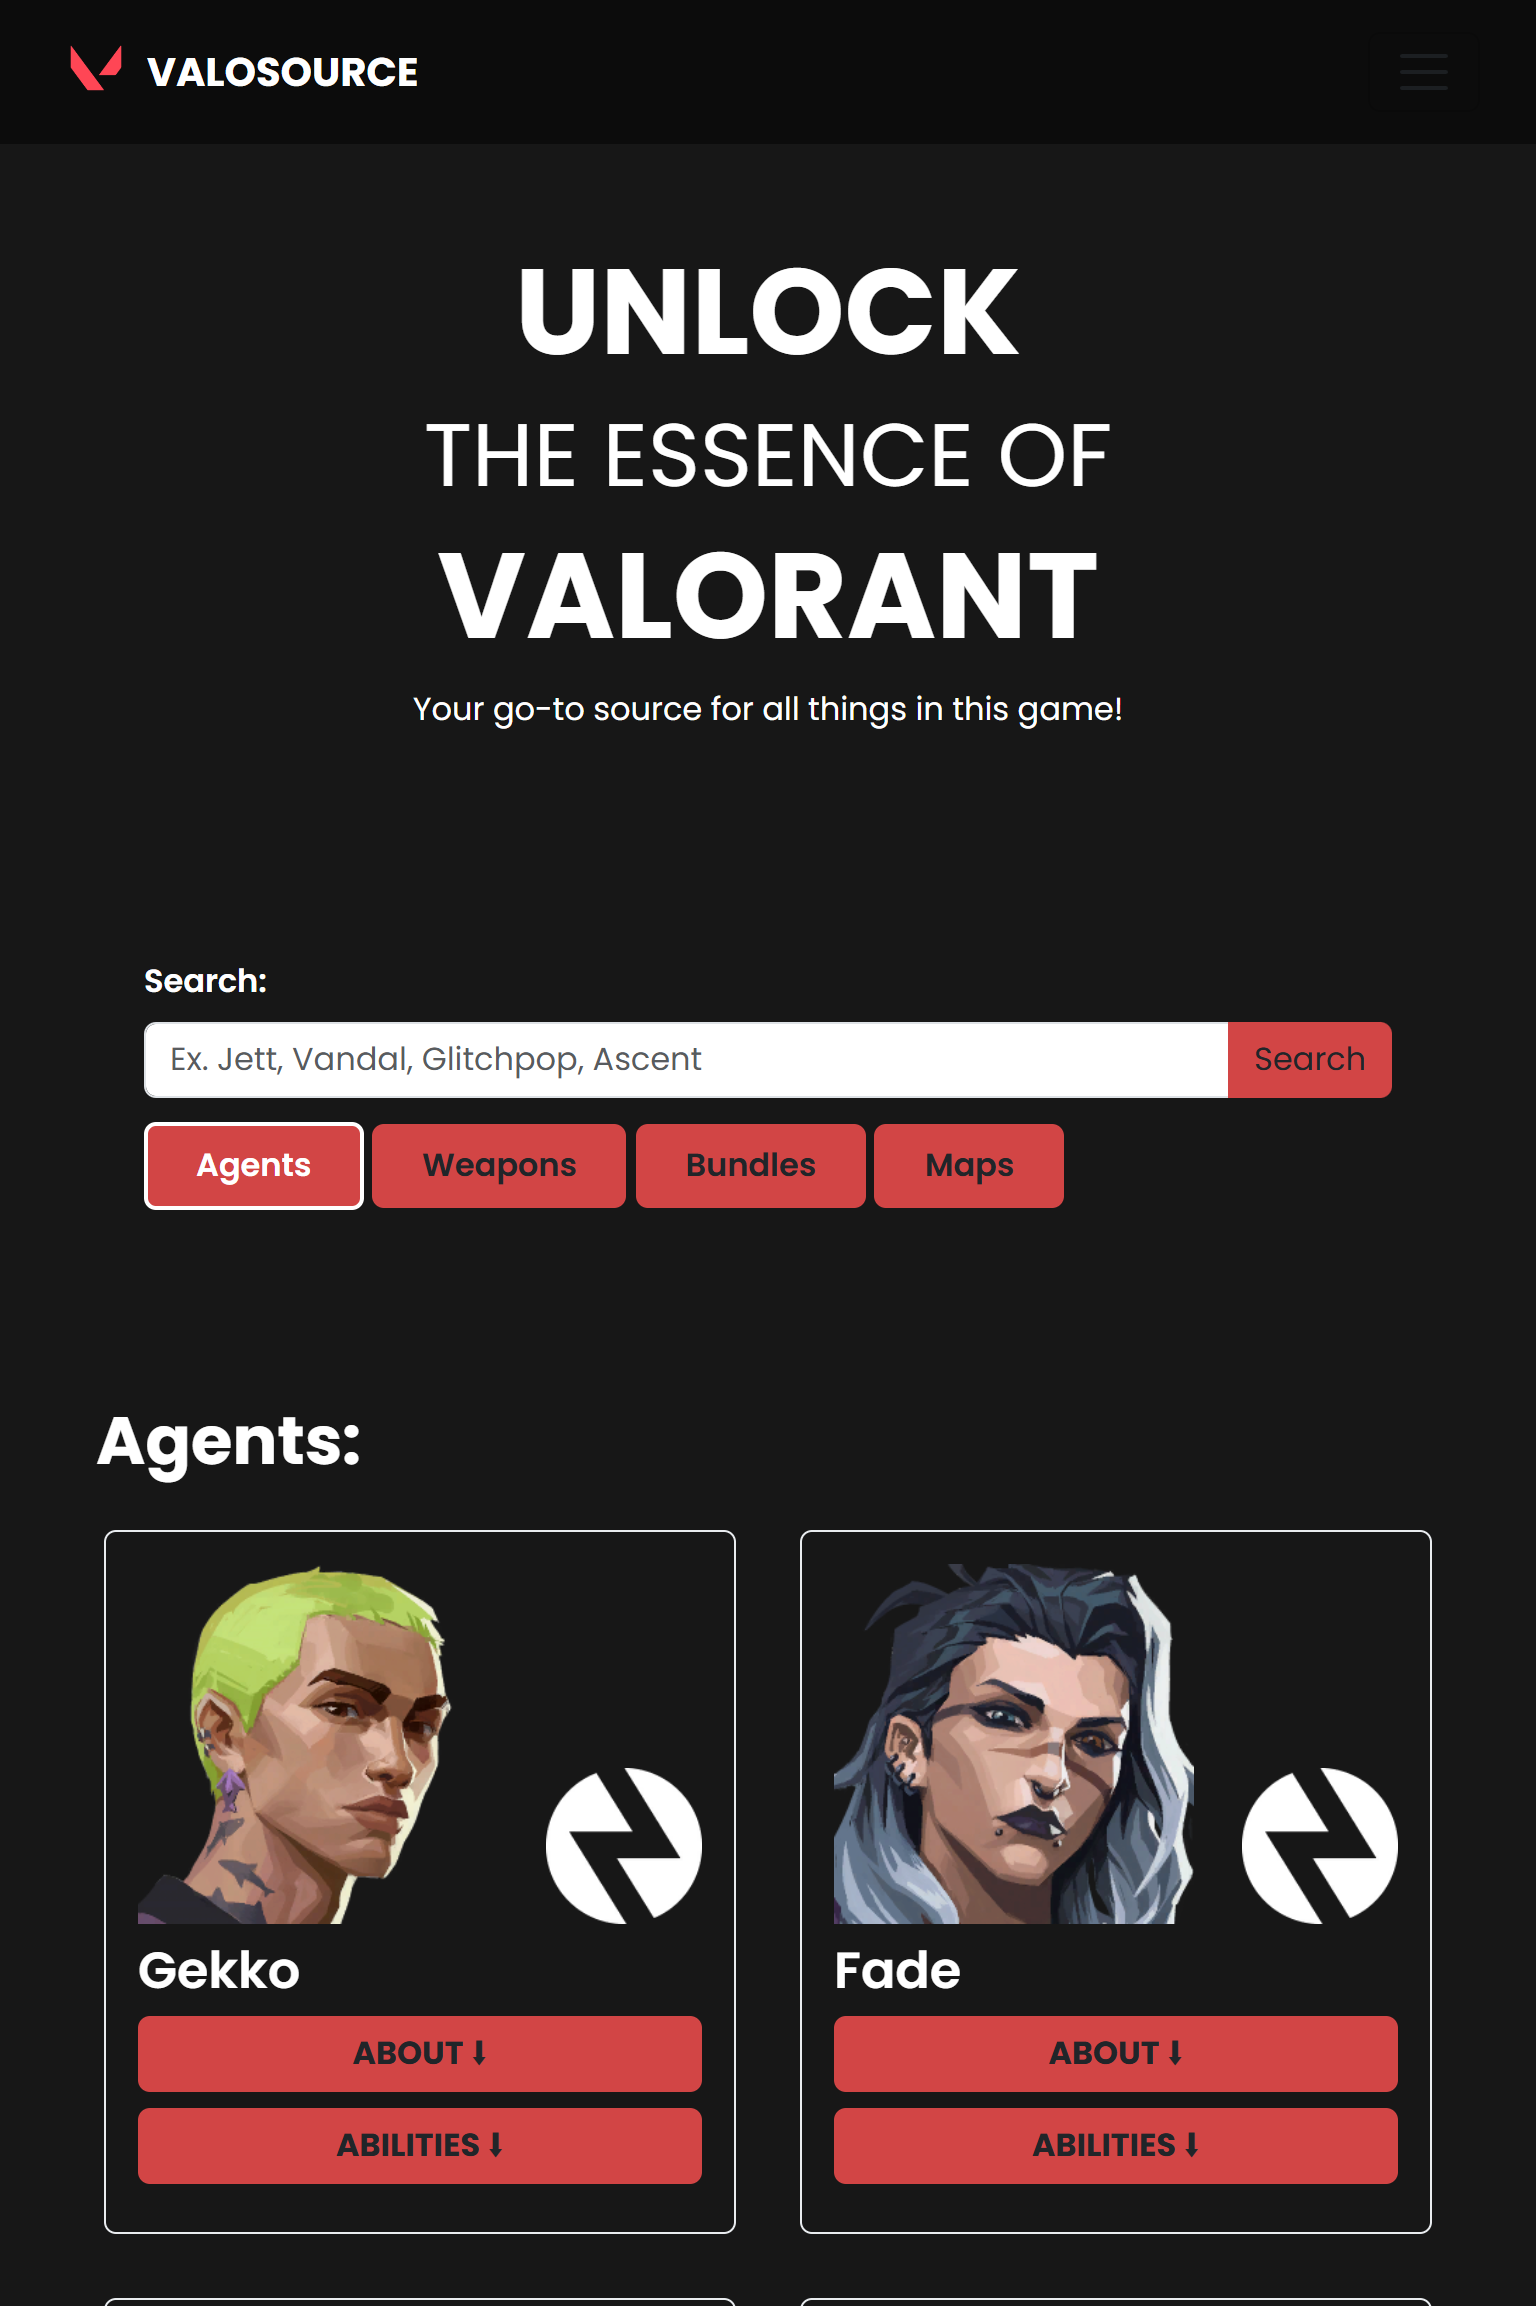 VALOSOURCE
UNLOCK
THE ESSENCE OF
VALORANT
Your go-to source for all things in this game!
Search:
Ex. Jett, Vandal, Glitchpop, Ascent
Search
Agents
Weapons
Bundles
Maps
Agents:
Gekko
ABOUT ⬇
ABILITIES ⬇
Fade
ABOUT ⬇
ABILITIES ⬇